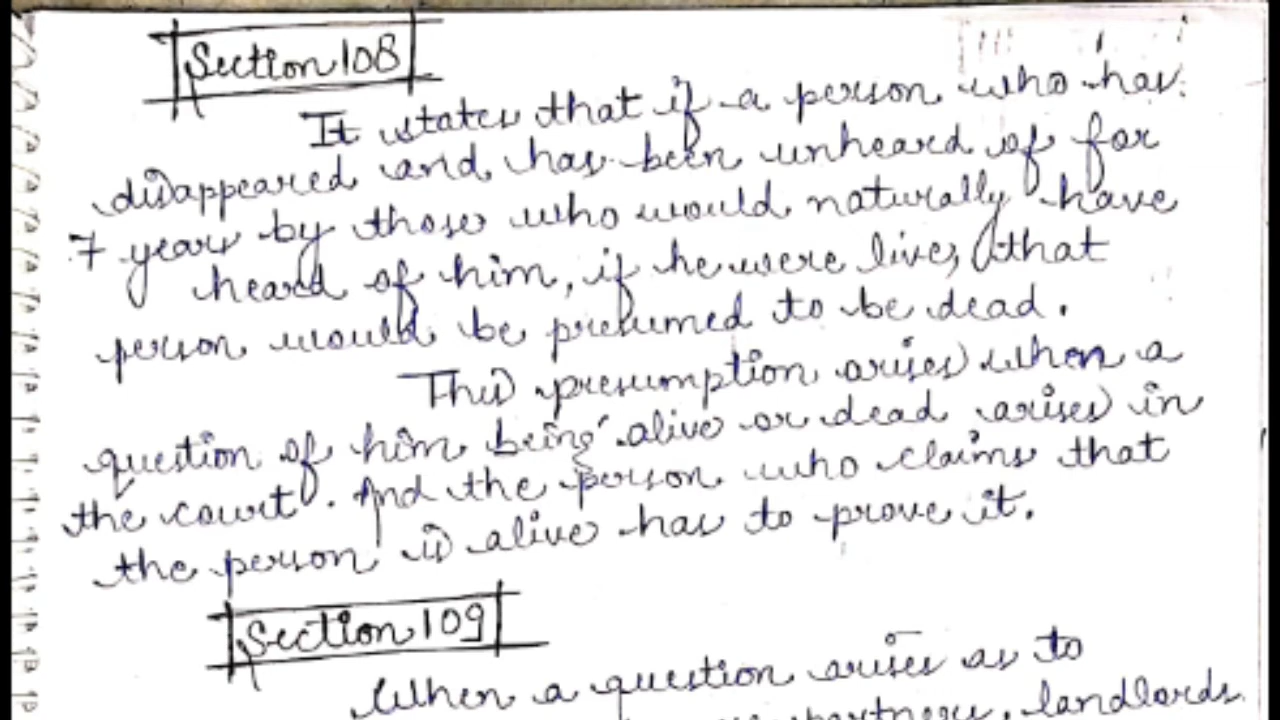 Section 108
It states that if a person who has
disappeared and has been unheard of for
7 years by those who would naturally have
heard of him, if he were live, that
person would be presumed to be dead.
This presumption arises when a
question of him being alive or dead arises in
the court. And the person who claims that
the person is alive has to prove it.
Section 109
When a question arises as to
partners, landlords